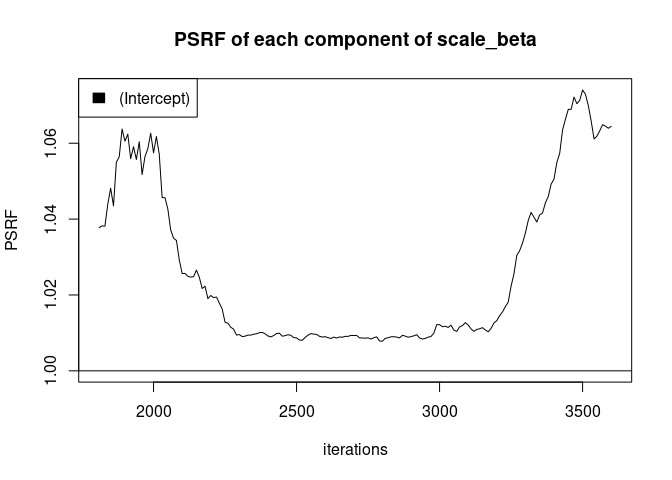 PSRF of each component of scale_beta
(Intercept)
PSRF
1.06
1.04
1.02
1.00
2000 2500 3000 3500
iterations